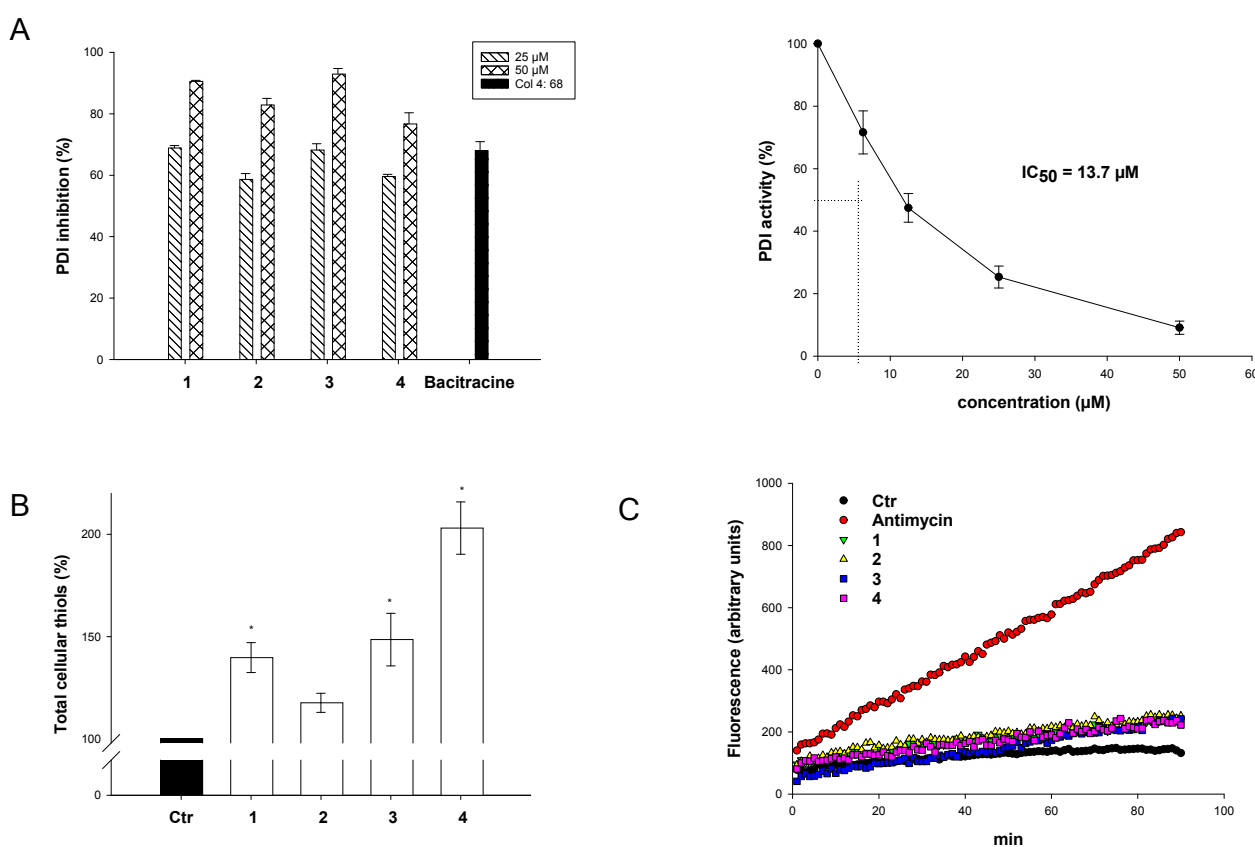 A
PDI inhibition (%)
100
80
60
40
20
0
25 µM
50 µM
Col 4: 68
1 2 3 4 Bacitracine
PDI activity (%)
100
80
60
40
20
0
IC50 = 13.7 µM
0 10 20 30 40 50 60
concentration (µM)
B
Total cellular thiols (%)
200
150
100
0
* * *
Ctr 1 2 3 4
C
Fluorescence (arbitrary units)
1000
800
600
400
200
0
Ctr
Antimycin
1
2
3
4
0 20 40 60 80 100
min